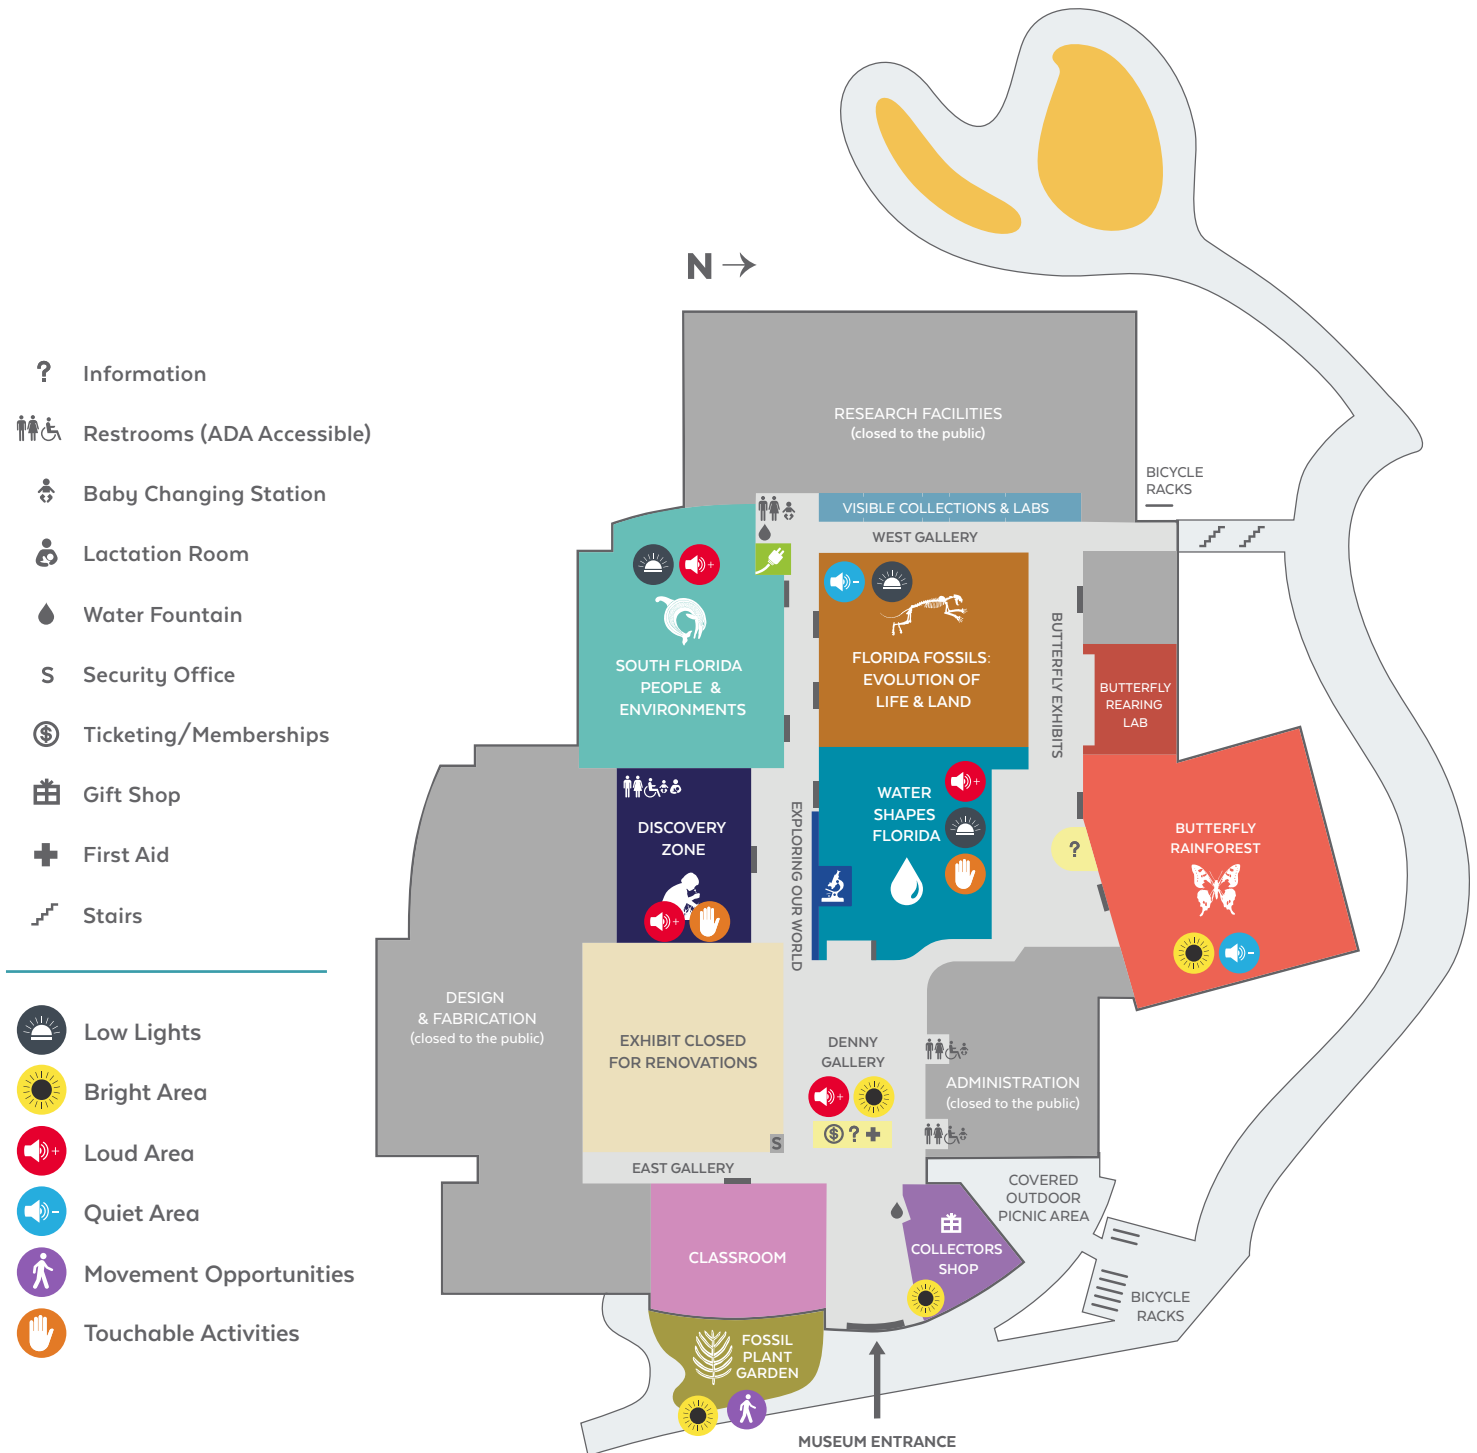 N
? Information
Restrooms (ADA Accessible)
Baby Changing Station
Lactation Room
Water Fountain
S Security Office
$ Ticketing/Memberships
Gift Shop
First Aid
Stairs
Low Lights
Bright Area
+ Loud Area
- Quiet Area
Movement Opportunities
Touchable Activities
RESEARCH FACILITIES
(closed to the public)
BICYCLE
RACKS
VISIBLE COLLECTIONS & LABS
WEST GALLERY
SOUTH FLORIDA
PEOPLE &
ENVIRONMENTS
FLORIDA FOSSILS:
EVOLUTION OF
LIFE & LAND
BUTTERFLY EXHIBITS
BUTTERFLY
REARING
LAB
DISCOVERY
ZONE
EXPLORING OUR WORLD
WATER
SHAPES
FLORIDA
?
BUTTERFLY
RAINFOREST
DESIGN
& FABRICATION
(closed to the public)
EXHIBIT CLOSED
FOR RENOVATIONS
S
DENNY
GALLERY
$ ?
ADMINISTRATION
(closed to the public)
EAST GALLERY
CLASSROOM
COLLECTORS
SHOP
COVERED
OUTDOOR
PICNIC AREA
BICYCLE
RACKS
FOSSIL
PLANT
GARDEN
MUSEUM ENTRANCE